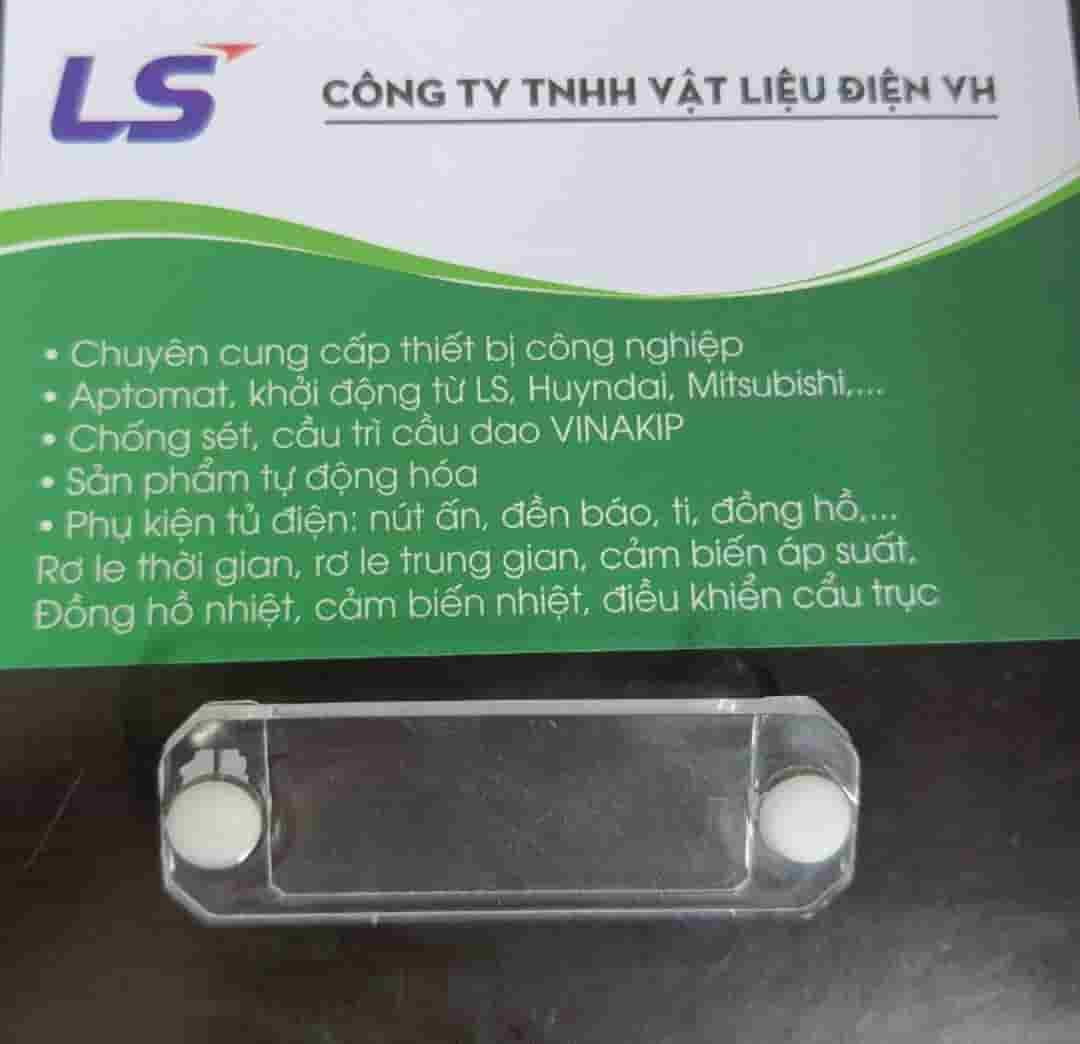 LS
CÔNG TY TNHH VẬT LIỆU ĐIỆN VH
• Chuyên cung cấp thiết bị công nghiệp
• Aptomat, khởi động từ LS, Huyndai, Mitsubishi,...
• Chống sét, cầu trì cầu dao VINAKIP
• Sản phẩm tự động hóa
• Phụ kiện tủ điện: nút ấn, đền báo, ti, đồng hồ,...
Rơ le thời gian, rơ le trung gian, cảm biến áp suất,
Đồng hồ nhiệt, cảm biến nhiệt, điều khiển cẩu trục